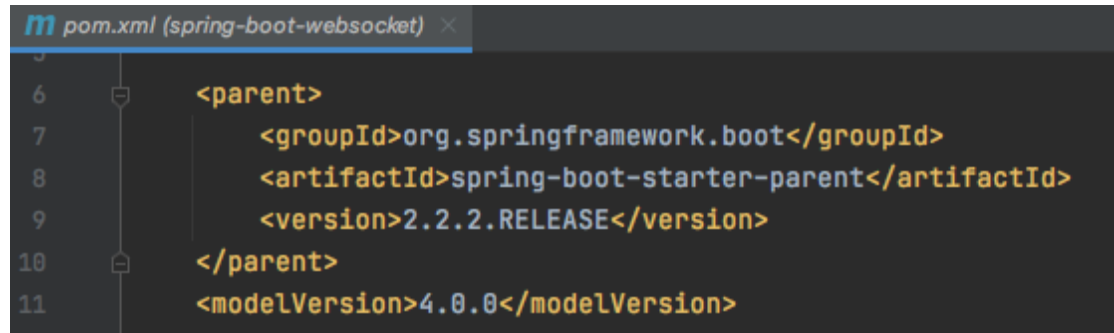 pom.xml (spring-boot-websocket)
6 <parent>
7 <groupId>org.springframework.boot</groupId>
8 <artifactId>spring-boot-starter-parent</artifactId>
9 <version>2.2.2.RELEASE</version>
10 </parent>
11 <modelVersion>4.0.0</modelVersion>